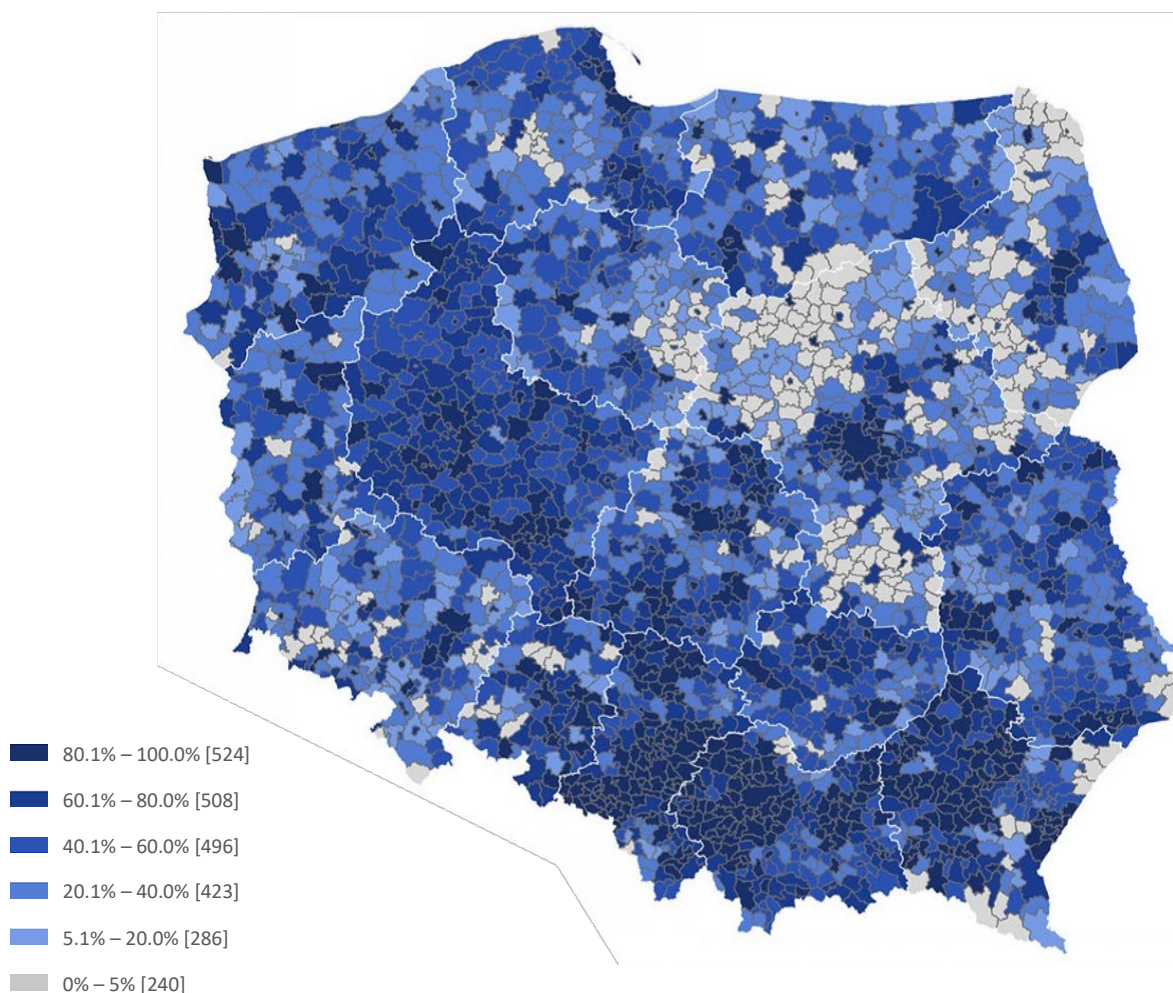 80.1% – 100.0% [524]
60.1% – 80.0% [508]
40.1% – 60.0% [496]
20.1% – 40.0% [423]
5.1% – 20.0% [286]
0% – 5% [240]